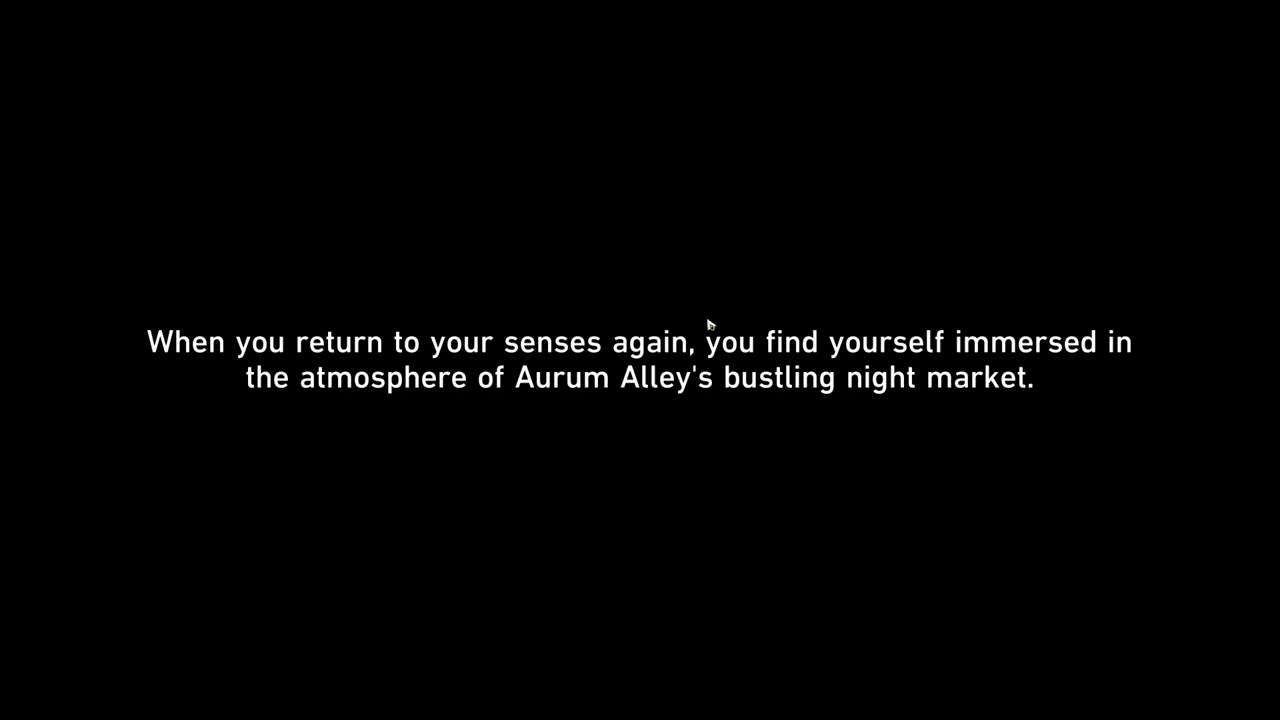 When you return to your senses again, you find yourself immersed in
the atmosphere of Aurum Alley's bustling night market.